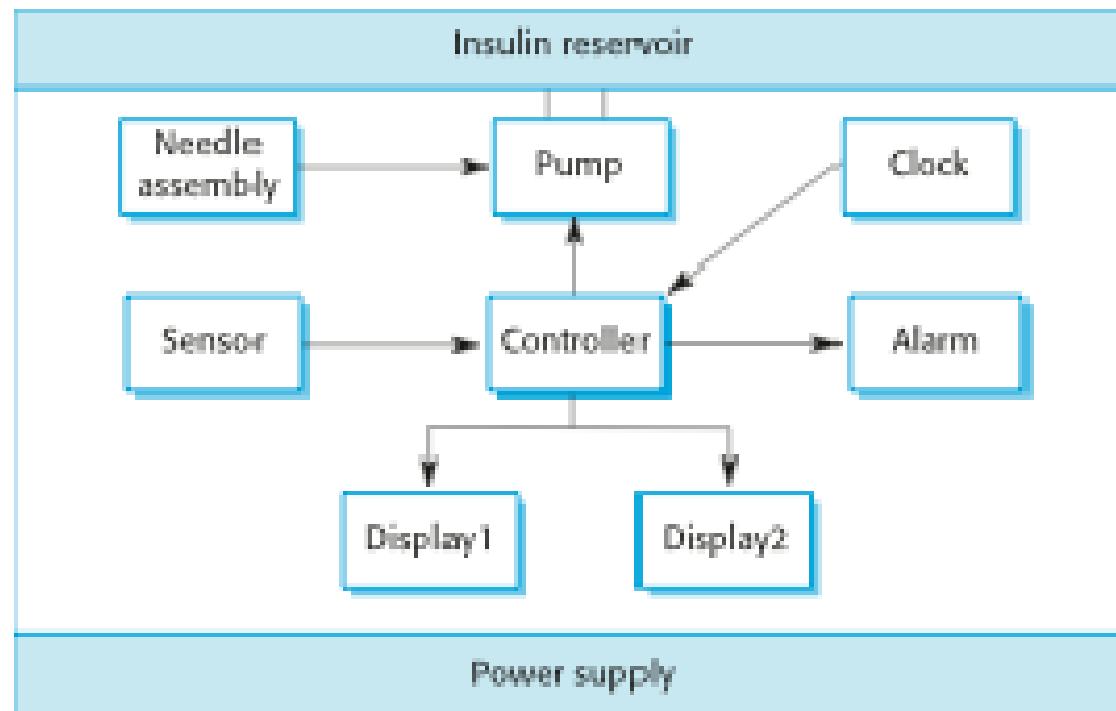 Insulin reservoir
Needle
assembly
Pump
Clock
Sensor
Controller
Alarm
Display1
Display2
Power supply